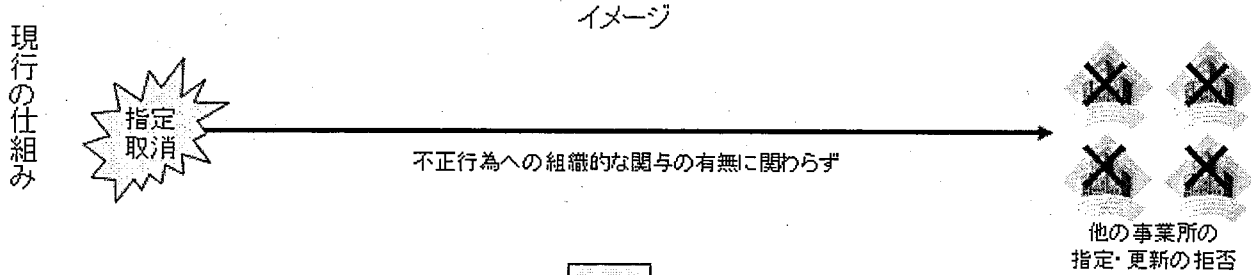 イメージ
現行の仕組み
指定
取消
不正行為への組織的な関与の有無に関わらず
他の事業所の
指定・更新の拒否